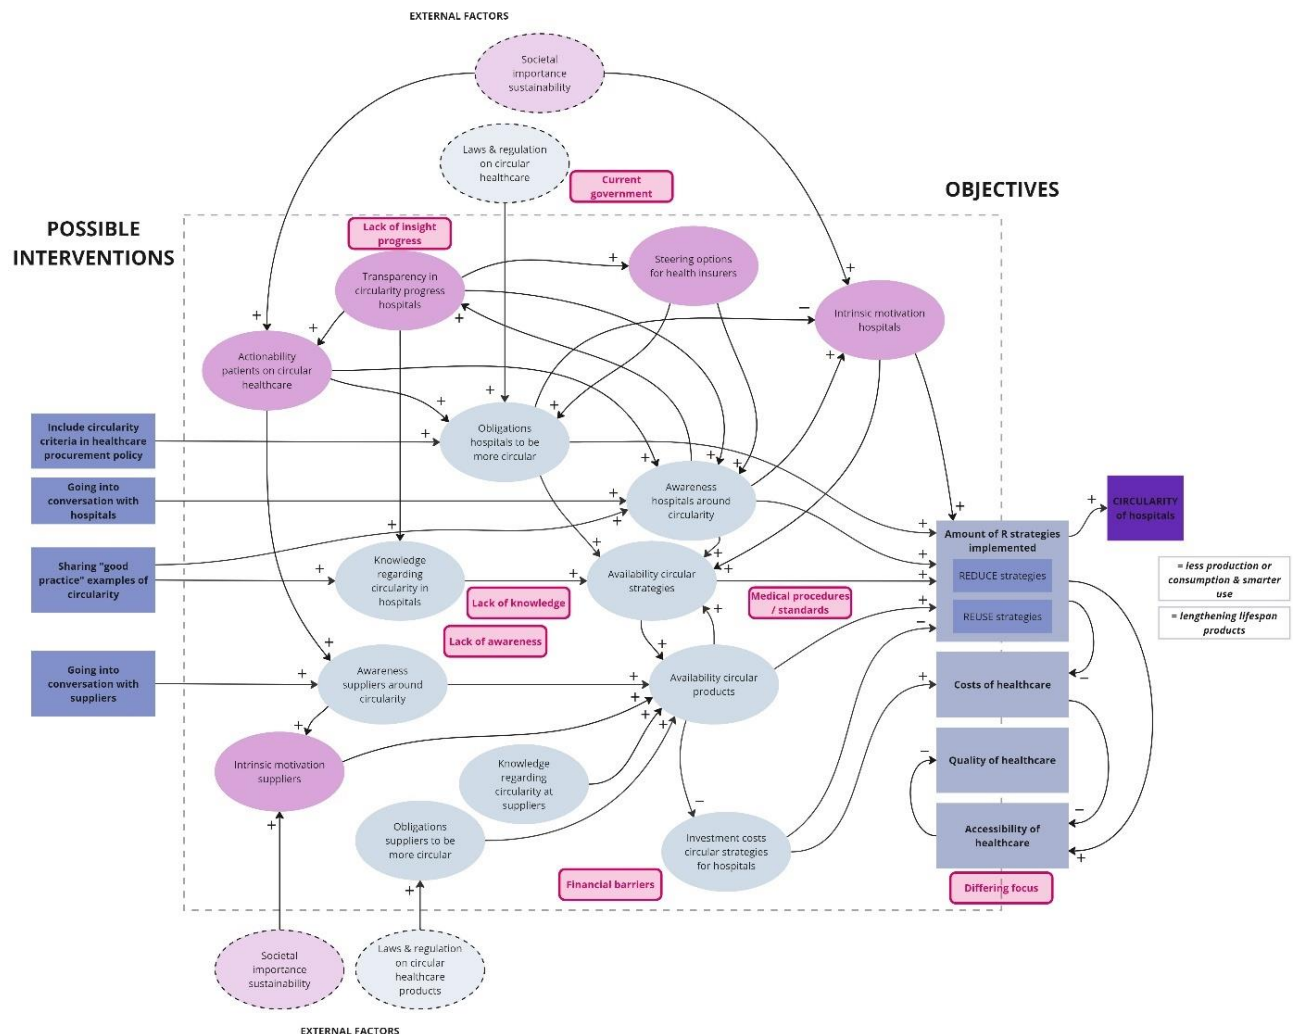 EXTERNAL FACTORS
Societal
importance
sustainability
Laws & regulation
on circular
healthcare
Current
government
OBJECTIVES
POSSIBLE
INTERVENTIONS
Lack of insight
progress
Transparency in
circularity progress
hospitals
Steering options
for health insurers
Intrinsic motivation
hospitals
Actionability
patients on circular
healthcare
Include circularity
criteria in healthcare
procurement policy
Obligations
hospitals to be
more circular
Going into
conversation with
hospitals
Awareness
hospitals around
circularity
CIRCULARITY
of hospitals
Sharing "good
practice" examples of
circularity
Knowledge
regarding
circularity in
hospitals
Lack of knowledge
Availability circular
strategies
Medical procedures
/ standards
Amount of R strategies
implemented
REDUCE strategies
REUSE strategies
= less production or
consumption & smarter
use
= lengthening lifespan
products
Lack of awareness
Going into
conversation with
suppliers
Awareness
suppliers around
circularity
Availability circular
products
Costs of healthcare
Intrinsic motivation
suppliers
Knowledge
regarding
circularity at
suppliers
Quality of healthcare
Obligations
suppliers to be
more circular
Investment costs
circular strategies
for hospitals
Accessibility of
healthcare
Financial barriers
Differing focus
Societal
importance
sustainability
Laws & regulation
on circular
healthcare
products
EXTERNAL FACTORS